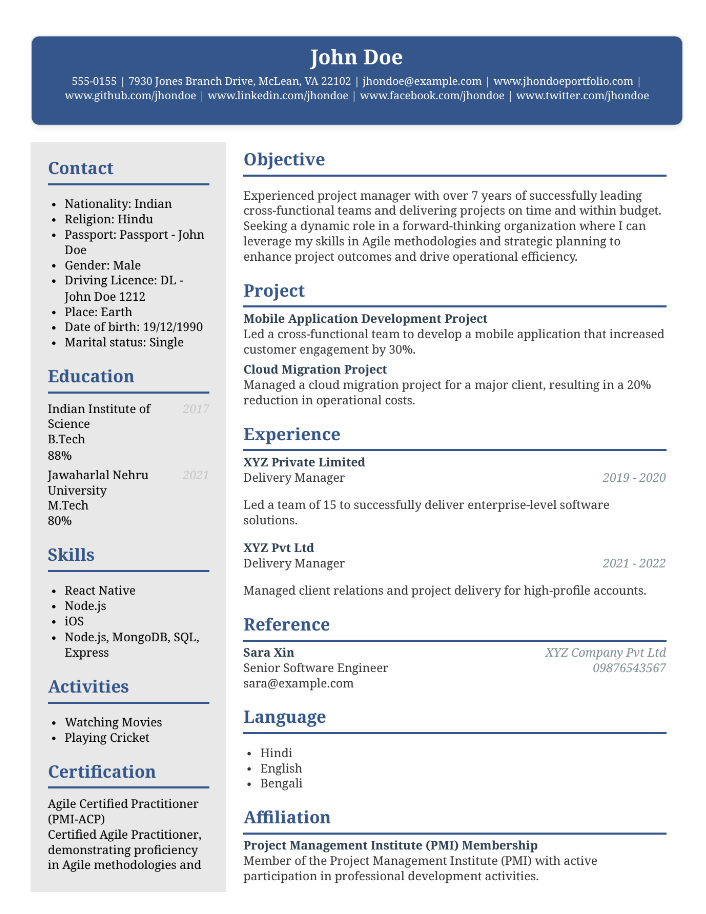 John Doe
555-0155 | 7930 Jones Branch Drive, McLean, VA 22102 | jhondoe@example.com | www.jhondoeportfolio.com |
www.github.com/jhondoe | www.linkedin.com/jhondoe | www.facebook.com/jhondoe | www.twitter.com/jhondoe
Contact
• Nationality: Indian
• Religion: Hindu
• Passport: Passport - John
Doe
• Gender: Male
• Driving Licence: DL -
John Doe 1212
• Place: Earth
• Date of birth: 19/12/1990
• Marital status: Single
Education
Indian Institute of 2017
Science
B.Tech
88%
Jawaharlal Nehru 2021
University
M.Tech
80%
Skills
• React Native
• Node.js
• iOS
• Node.js, MongoDB, SQL,
Express
Activities
• Watching Movies
• Playing Cricket
Certification
Agile Certified Practitioner
(PMI-ACP)
Certified Agile Practitioner,
demonstrating proficiency
in Agile methodologies and
Objective
Experienced project manager with over 7 years of successfully leading
cross-functional teams and delivering projects on time and within budget.
Seeking a dynamic role in a forward-thinking organization where I can
leverage my skills in Agile methodologies and strategic planning to
enhance project outcomes and drive operational efficiency.
Project
Mobile Application Development Project
Led a cross-functional team to develop a mobile application that increased
customer engagement by 30%.
Cloud Migration Project
Managed a cloud migration project for a major client, resulting in a 20%
reduction in operational costs.
Experience
XYZ Private Limited
Delivery Manager 2019 - 2020
Led a team of 15 to successfully deliver enterprise-level software
solutions.
XYZ Pvt Ltd
Delivery Manager 2021 - 2022
Managed client relations and project delivery for high-profile accounts.
Reference
Sara Xin XYZ Company Pvt Ltd
Senior Software Engineer 09876543567
sara@example.com
Language
• Hindi
• English
• Bengali
Affiliation
Project Management Institute (PMI) Membership
Member of the Project Management Institute (PMI) with active
participation in professional development activities.